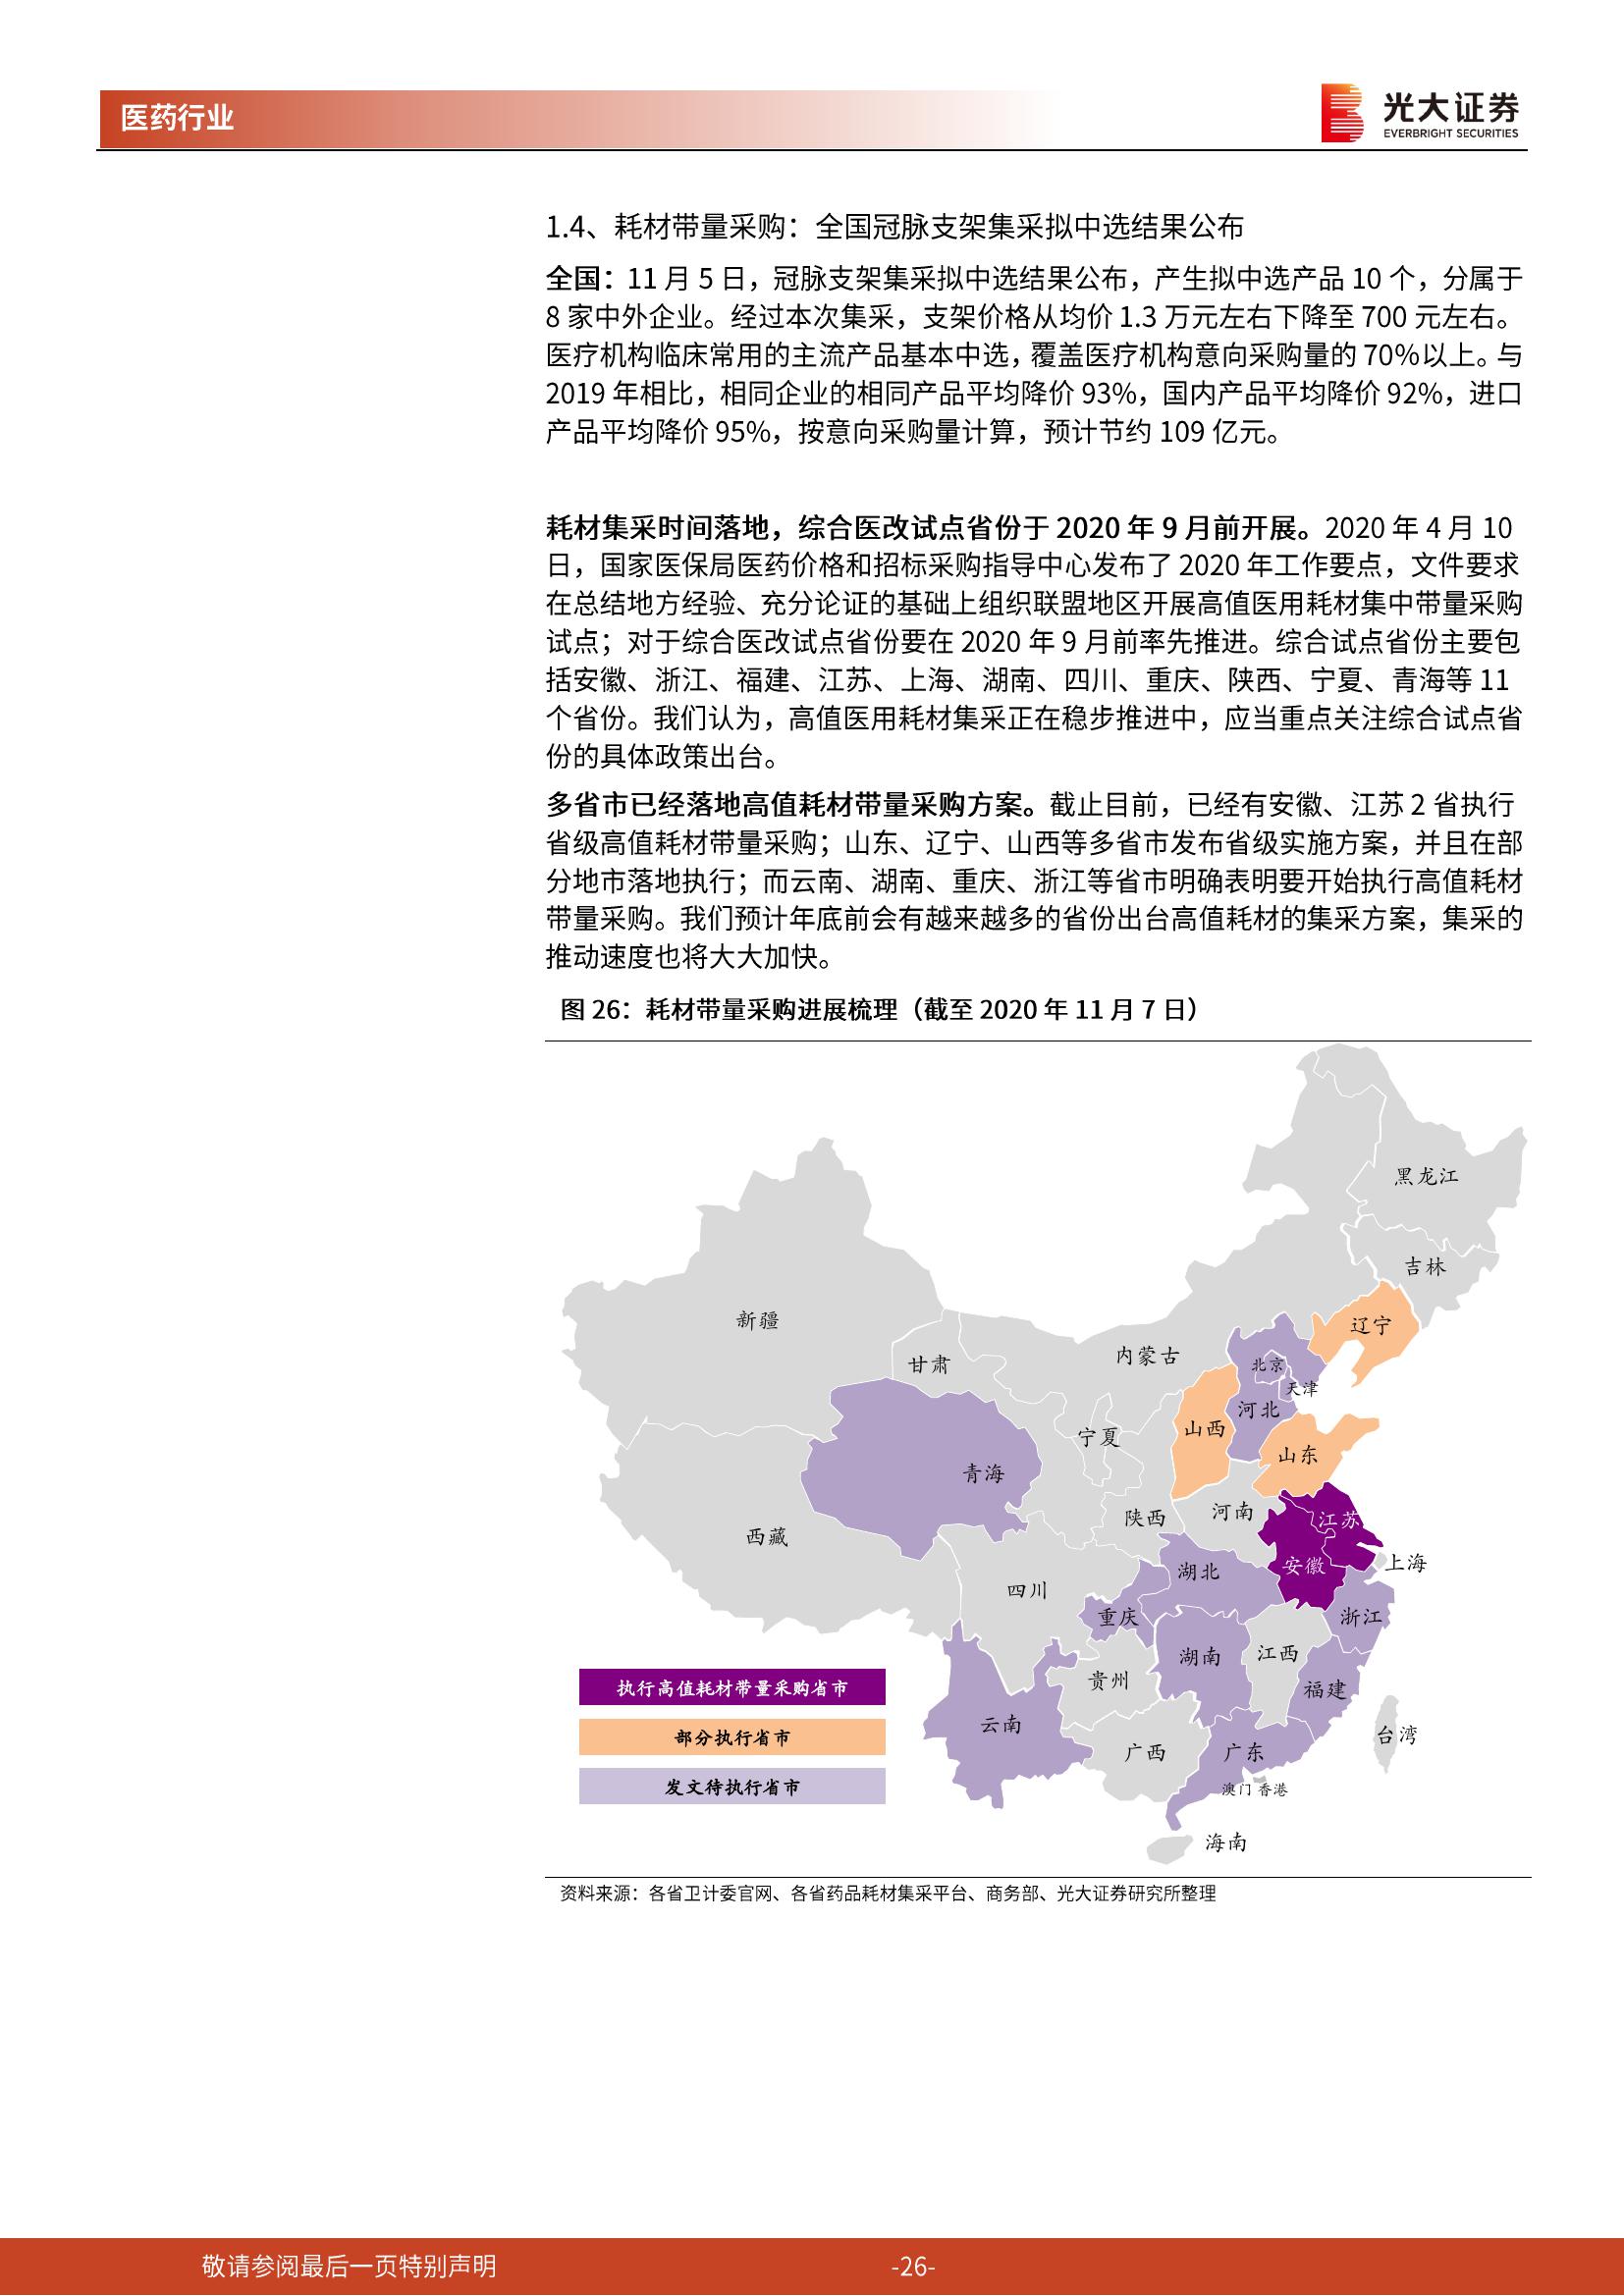 医药行业
光大证券
EVERBRIGHT SECURITIES
1.4、耗材带量采购：全国冠脉支架集采拟中选结果公布
全国：11 月 5 日，冠脉支架集采拟中选结果公布，产生拟中选产品 10 个，分属于
8 家中外企业。经过本次集采，支架价格从均价 1.3 万元左右下降至 700 元左右。
医疗机构临床常用的主流产品基本中选，覆盖医疗机构意向采购量的 70%以上。与
2019 年相比，相同企业的相同产品平均降价 93%，国内产品平均降价 92%，进口
产品平均降价 95%，按意向采购量计算，预计节约 109 亿元。
耗材集采时间落地，综合医改试点省份于 2020 年 9 月前开展。2020 年 4 月 10
日，国家医保局医药价格和招标采购指导中心发布了 2020 年工作要点，文件要求
在总结地方经验、充分论证的基础上组织联盟地区开展高值医用耗材集中带量采购
试点；对于综合医改试点省份要在 2020 年 9 月前率先推进。综合试点省份主要包
括安徽、浙江、福建、江苏、上海、湖南、四川、重庆、陕西、宁夏、青海等 11
个省份。我们认为，高值医用耗材集采正在稳步推进中，应当重点关注综合试点省
份的具体政策出台。
多省市已经落地高值耗材带量采购方案。截止目前，已经有安徽、江苏 2 省执行
省级高值耗材带量采购；山东、辽宁、山西等多省市发布省级实施方案，并且在部
分地市落地执行；而云南、湖南、重庆、浙江等省市明确表明要开始执行高值耗材
带量采购。我们预计年底前会有越来越多的省份出台高值耗材的集采方案，集采的
推动速度也将大大加快。
图 26：耗材带量采购进展梳理（截至 2020 年 11 月 7 日）
黑龙江
吉林
辽宁
新疆
内蒙古
甘肃
北京
天津
河北
山西
宁夏
山东
青海
河南
陕西
江苏
西藏
安徽
上海
湖北
四川
重庆
浙江
江西
湖南
贵州
福建
云南
台湾
广西
广东
澳门 香港
海南
执行高值耗材带量采购省市
部分执行省市
发文待执行省市
资料来源：各省卫计委官网、各省药品耗材集采平台、商务部、光大证券研究所整理
敬请参阅最后一页特别声明
-26-